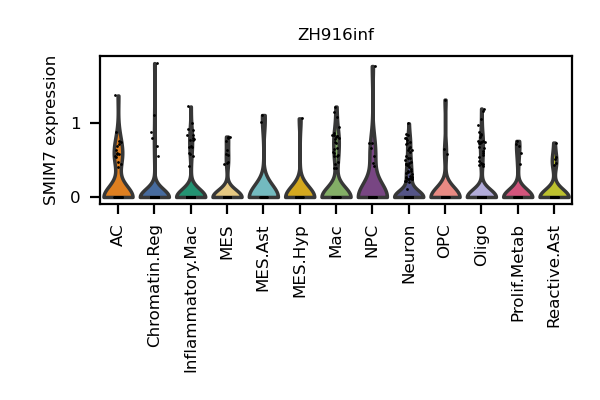 ZH916inf
SMIM7 expression
1
0
AC
Chromatin.Reg
Inflammatory.Mac
MES
MES.Ast
MES.Hyp
Mac
NPC
Neuron
OPC
Oligo
Prolif.Metab
Reactive.Ast